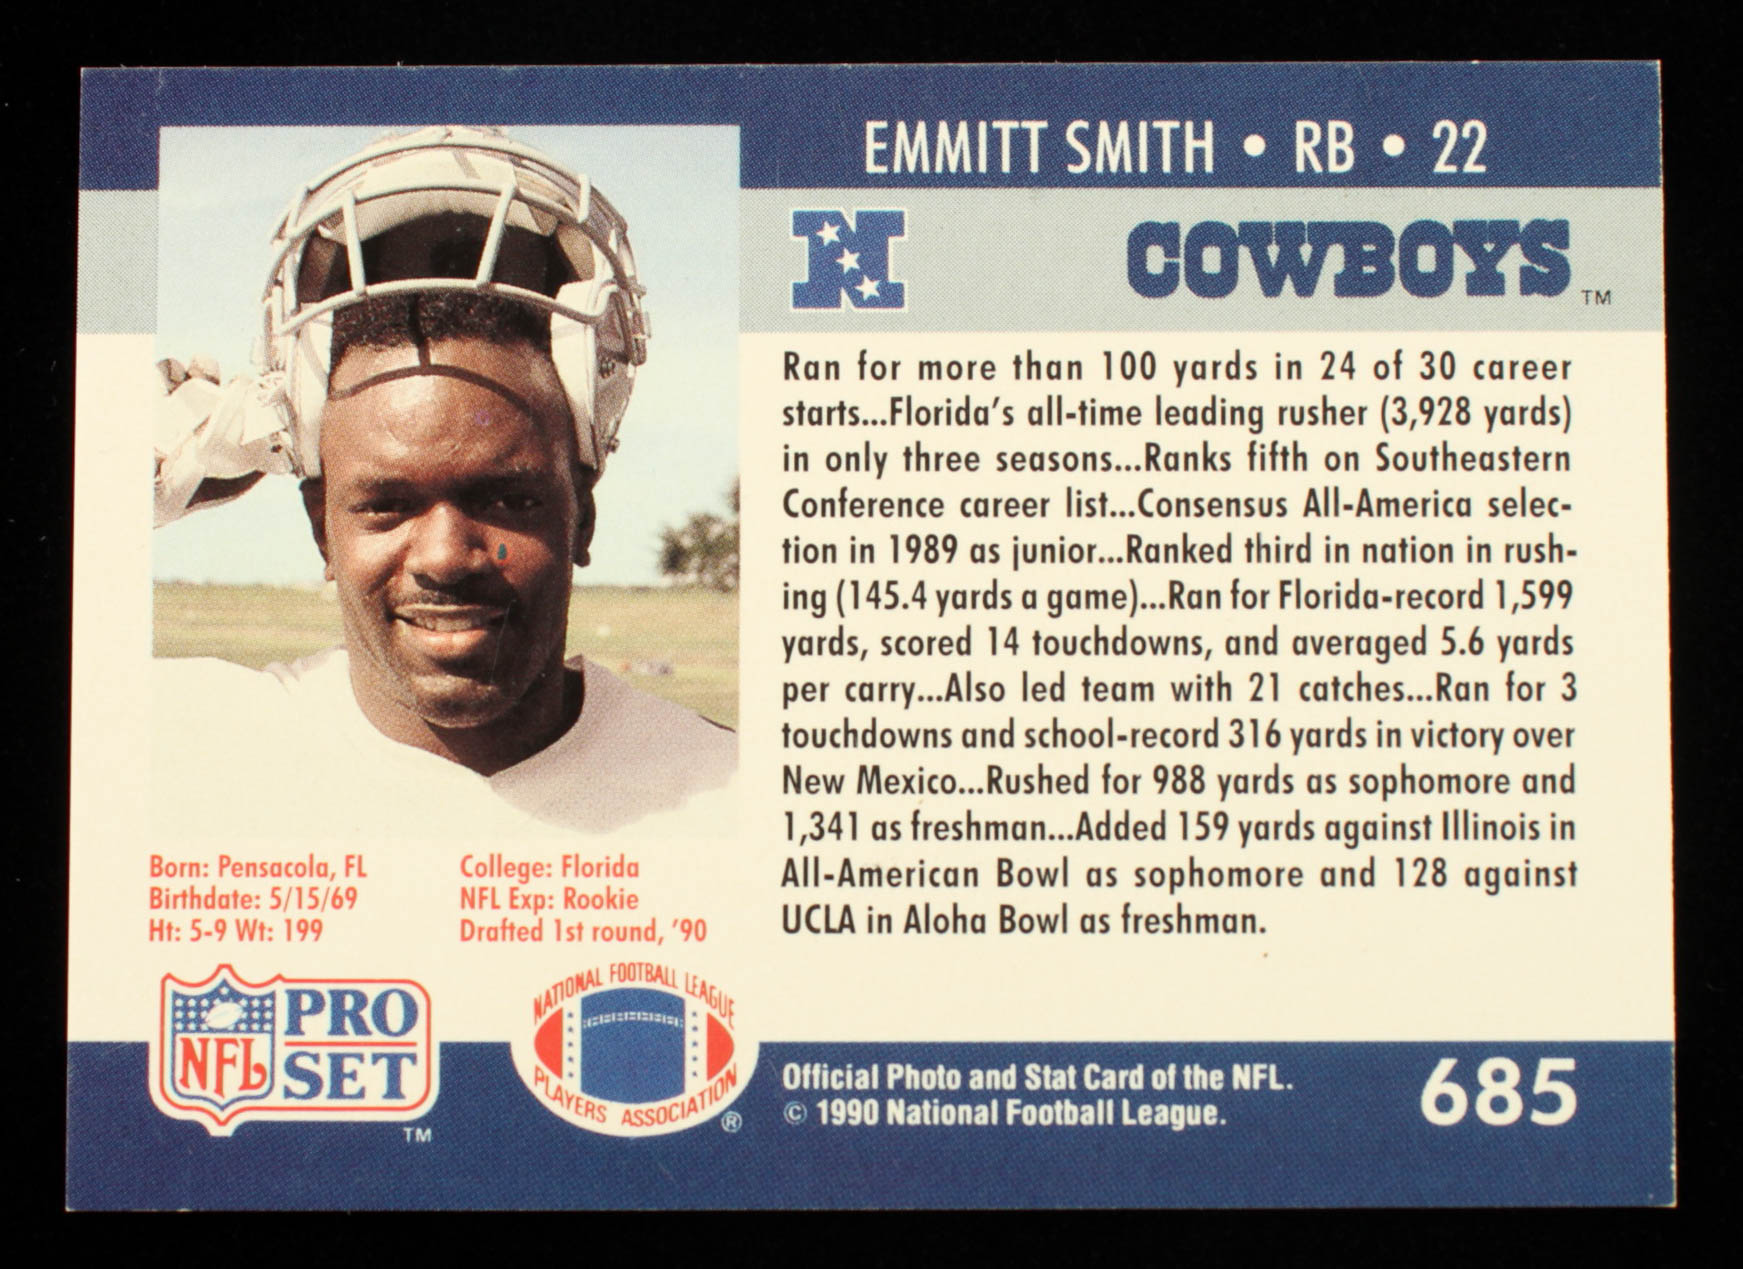 EMMITT SMITH • RB • 22
N
COWBOYS
TM
Ran for more than 100 yards in 24 of 30 career
starts...Florida's all-time leading rusher (3,928 yards)
in only three seasons...Ranks fifth on Southeastern
Conference career list...Consensus All-America selec-
tion in 1989 as junior...Ranked third in nation in rush-
ing (145.4 yards a game)...Ran for Florida-record 1,599
yards, scored 14 touchdowns, and averaged 5.6 yards
per carry...Also led team with 21 catches...Ran for 3
touchdowns and school-record 316 yards in victory over
New Mexico...Rushed for 988 yards as sophomore and
1,341 as freshman...Added 159 yards against Illinois in
All-American Bowl as sophomore and 128 against
UCLA in Aloha Bowl as freshman.
Born: Pensacola, FL
Birthdate: 5/15/69
Ht: 5-9 Wt: 199
College: Florida
NFL Exp: Rookie
Drafted 1st round, '90
NFL
PRO
SET
TM
NATIONAL FOOTBALL LEAGUE
PLAYERS ASSOCIATION
®
Official Photo and Stat Card of the NFL.
© 1990 National Football League.
685